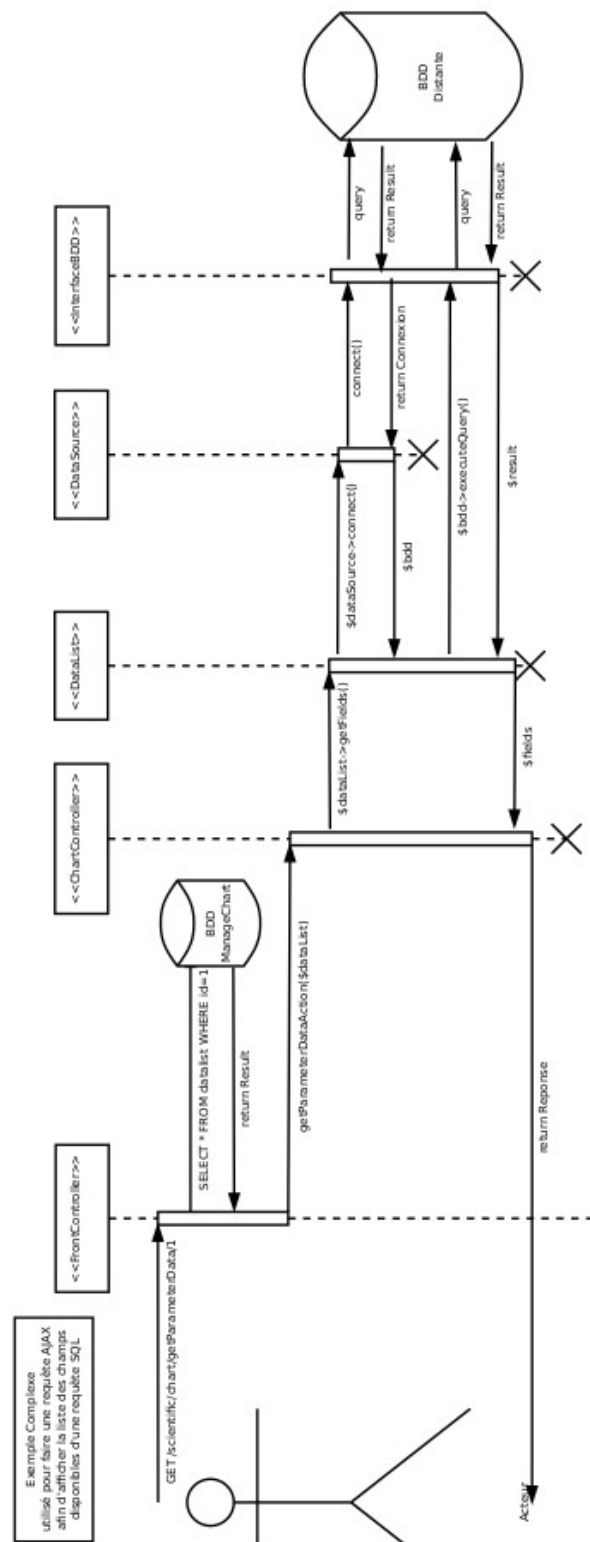 Exemple Complexe
utilisé pour faire une requête AJAX
afin d'afficher la liste des champs
disponibles d'une requête SQL
<<FrontController>>
<<ChartController>>
<<DataList>>
<<DataSource>>
<<InterfaceBDD>>
GET /scientific/chart/getParameterData/1
SELECT * FROM datalist WHERE id=1
BDD
ManageChart
return Result
getParameterDataAction($dataList)
$dataList->getFields()
$dataSource->connect()
connect()
query
BDD
Distante
return Result
return Connexion
$bdd
$bdd->executeQuery()
query
return Result
$result
$fields
return Reponse
Acteur